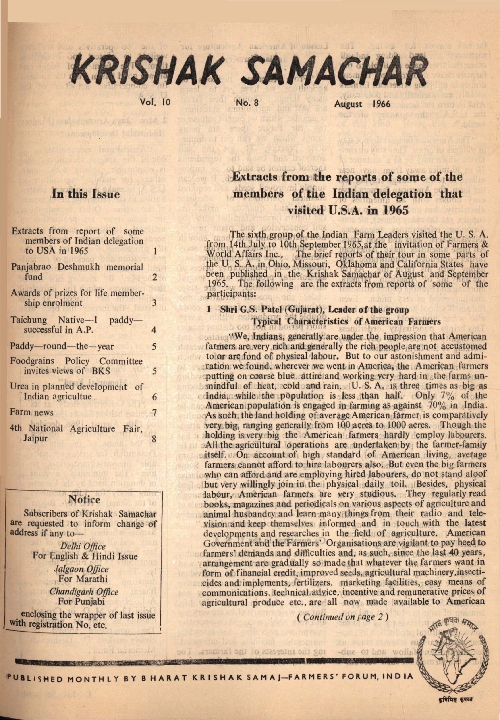 KRISHAK SAMACHAR
Vol. 10 No. 8 August 1966
In this Issue
Extracts from report of some
members of Indian delegation
to USA in 1965 1
Panjabrao Deshmukh memorial
fund 2
Awards of prizes for life member-
ship enrolment 3
Taichung Native—I paddy—
successful in A.P. 4
Paddy—round—the—year 5
Foodgrains Policy Committee
invites views of BKS 5
Urea in planned development of
Indian agricultue 6
Farm news 7
4th National Agriculture Fair,
Jaipur 8
Notice
Subscribers of Krishak Samachar
are requested to inform change of
address if any to—
Delhi Office
For English & Hindi Issue
Jalgaon Office
For Marathi
Chandigarh Office
For Punjabi
enclosing the wrapper of last issue
with registration No, etc.
Extracts from the reports of some of the
members of the Indian delegation that
visited U.S.A. in 1965
The sixth group of the Indian Farm Leaders visited the U. S. A.
from 14th July to 10th September 1965,at the invitation of Farmers &
World Affairs Inc., The brief reports of their tour in some parts of
the U. S. A. in Ohio, Missouri, Oklahoma and California States have
been published in the Krishak Samachar of August and September
1965. The following are the extracts from reports of some of the
participants:
1 Shri G.S. Patel (Gujarat), Leader of the group
Typical Characteristics of American Farmers
"We, Indians, generally are under the impression that American
farmers are very rich and generally the rich people are not accustomed
to or are fond of physical labour. But to our astonishment and admi-
ration we found, wherever we went in America, the American farmers
putting on coarse blue attire and working very hard in the farms un-
mindful of heat, cold and rain. U. S. A. is three times as big as
India, while the population is less than half. Only 7% of the
American population is engaged in farming as against 70% in India.
As such, the land holding of average American farmer is compartively
very big, ranging generally from 100 acres to 1000 acres. Though the
holding is very big the American farmers hardly employ labourers.
All the agricultural operations are undertaken by the farmer-family
itself. On account of high standard of American living, average
farmers cannot afford to hire labourers also. But even the big farmers
who can afford and are employing hired labourers, do not stand aloof
but very willingly join in the physical daily toil. Besides, physical
labour, American farmers are very studious. They regularly read
books, magazines and periodicals on various aspects of agriculture and
animal husbandry and learn many things from their radio and tele-
vision and keep themselves informed and in touch with the latest
developments and researches in the field of agriculture. American
Government and the Farmers' Organisations are vigilant to pay heed to
farmers' demands and difficulties and, as such, since the last 40 years,
arrangement are gradually so made that whatever the farmers want in
form of financial credit, improved seeds, agricultural machinery, insecti-
cides and implements, fertilizers, marketing facilities, easy means of
communications, technical advice, incentive and remunerative prices of
agricultural produce etc., are all now made available to American
(Continued on page 2)
PUBLISHED MONTHLY BY BHARAT KRISHAK SAMAJ—FARMERS' FORUM, INDIA
भारत कृषक समाज